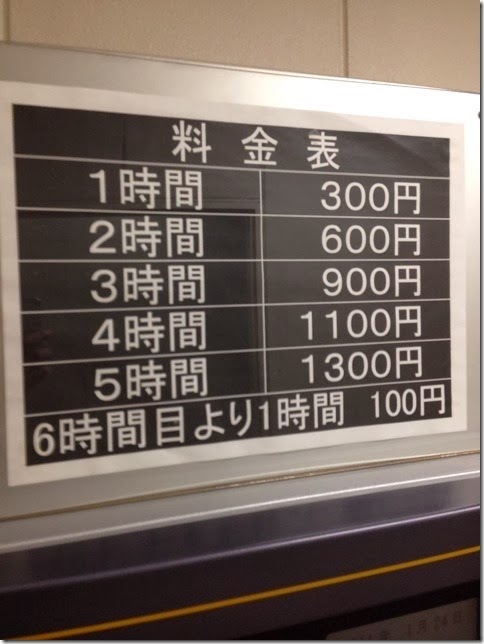 料金表
1時間 300円
2時間 600円
3時間 900円
4時間 1100円
5時間 1300円
6時間目より1時間 100円